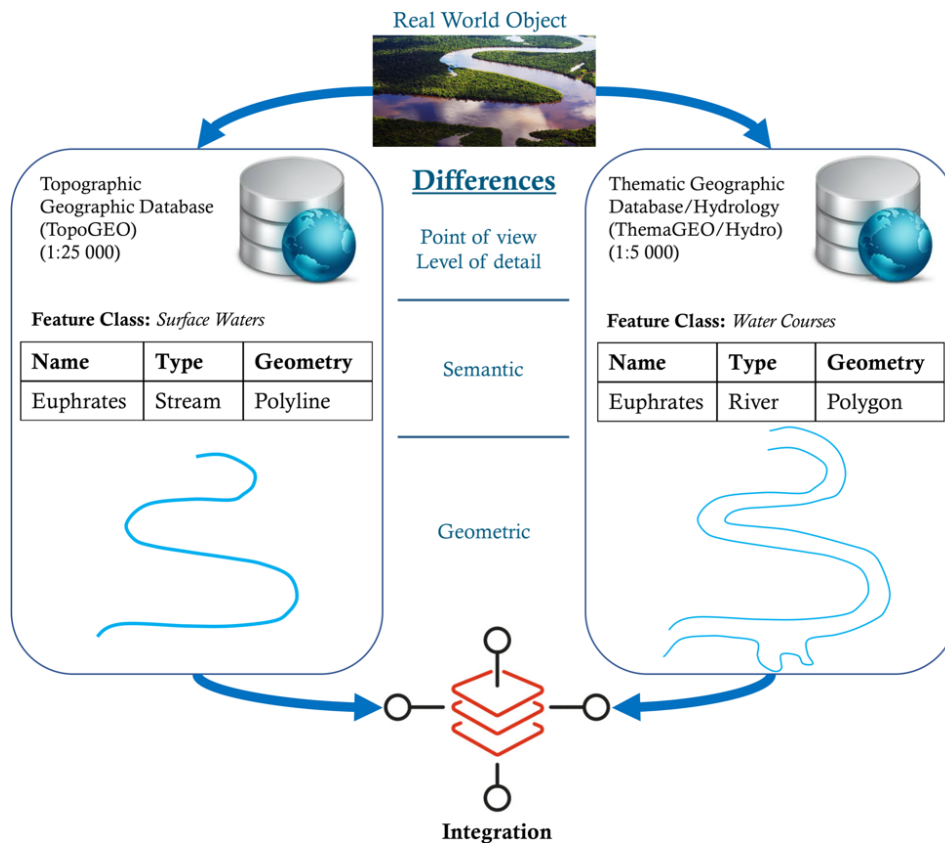 Real World Object
Topographic
Geographic Database
(TopoGEO)
(1:25 000)
Feature Class: Surface Waters
Name Type Geometry
Euphrates Stream Polyline
Differences
Point of view
Level of detail
Semantic
Geometric
Thematic Geographic
Database/Hydrology
(ThemaGEO/Hydro)
(1:5 000)
Feature Class: Water Courses
Name Type Geometry
Euphrates River Polygon
Integration